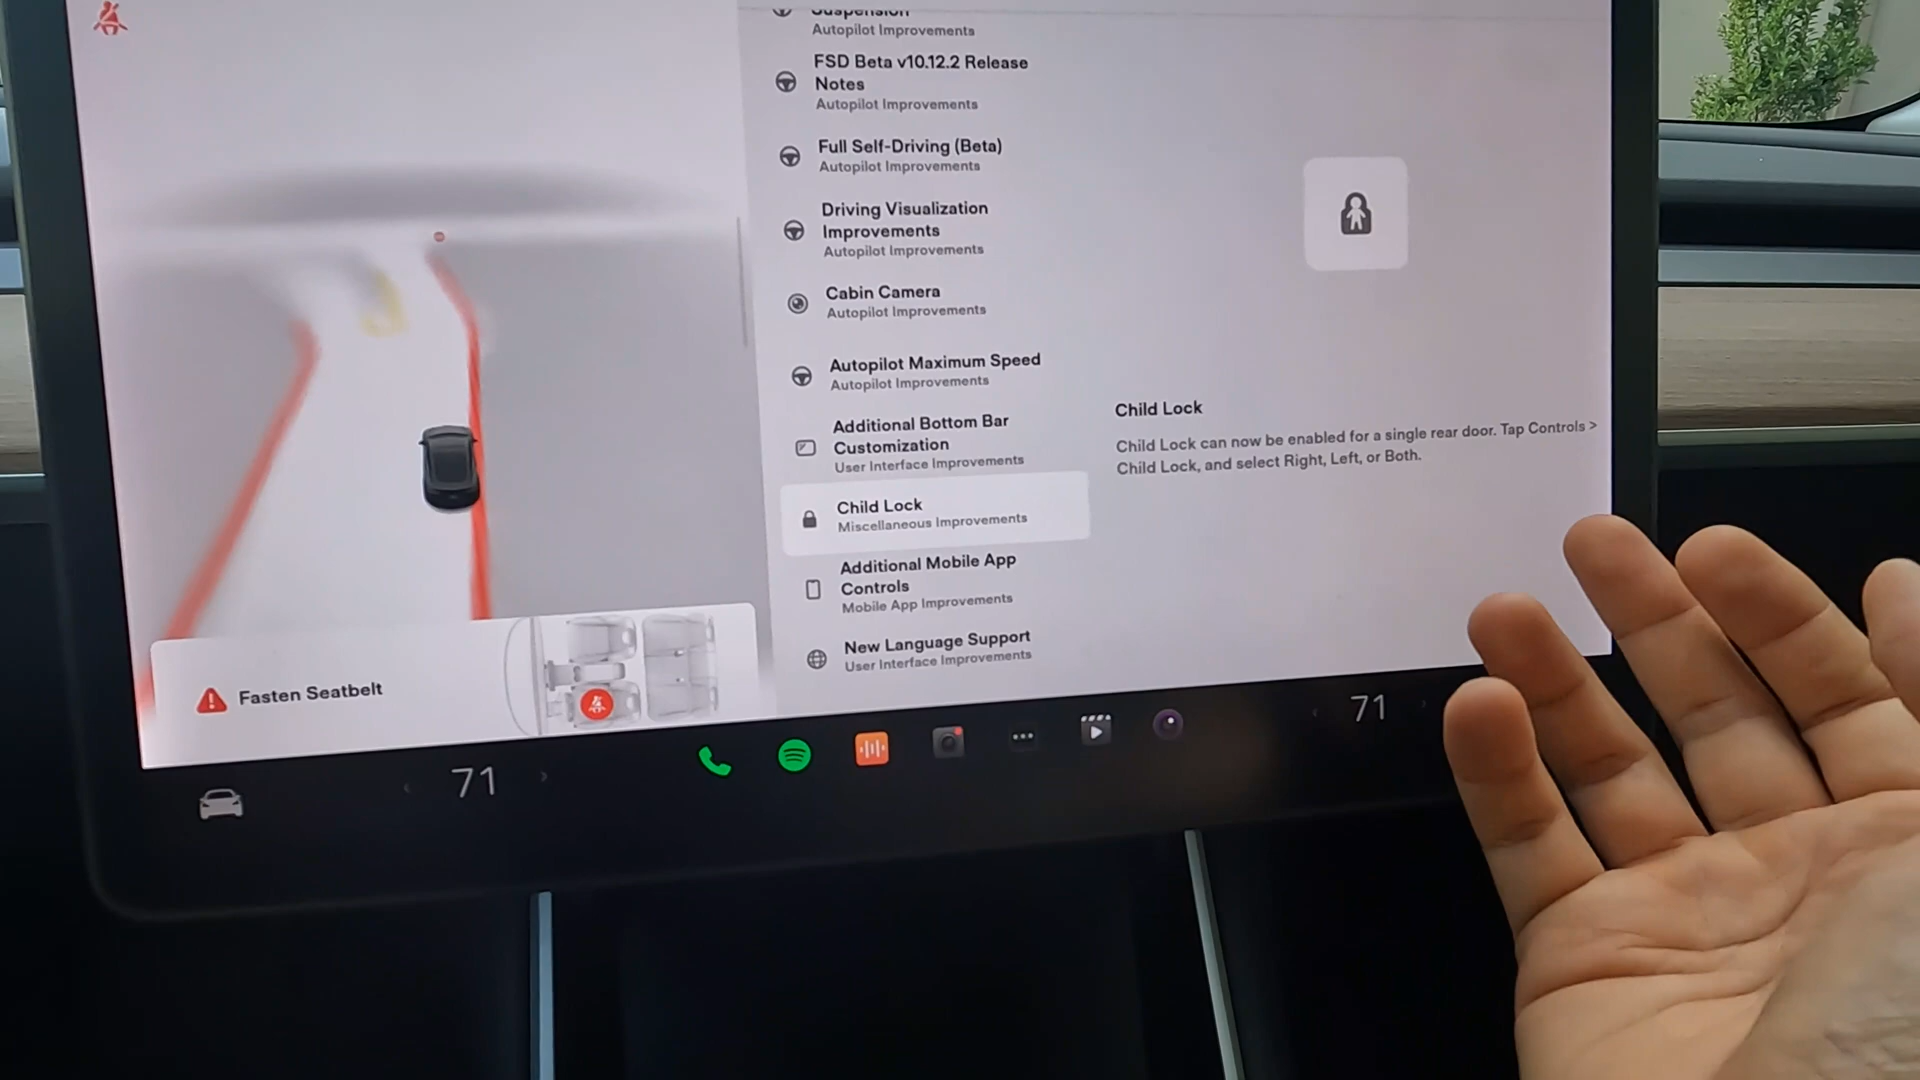 Suspension
Autopilot Improvements
FSD Beta v10.12.2 Release
Notes
Autopilot Improvements
Full Self-Driving (Beta)
Autopilot Improvements
Driving Visualization
Improvements
Autopilot Improvements
Cabin Camera
Autopilot Improvements
Autopilot Maximum Speed
Autopilot Improvements
Additional Bottom Bar
Customization
User Interface Improvements
Child Lock
Miscellaneous Improvements
Additional Mobile App
Controls
Mobile App Improvements
New Language Support
User Interface Improvements
Child Lock
Child Lock can now be enabled for a single rear door. Tap Controls >
Child Lock, and select Right, Left, or Both.
Fasten Seatbelt
71
71